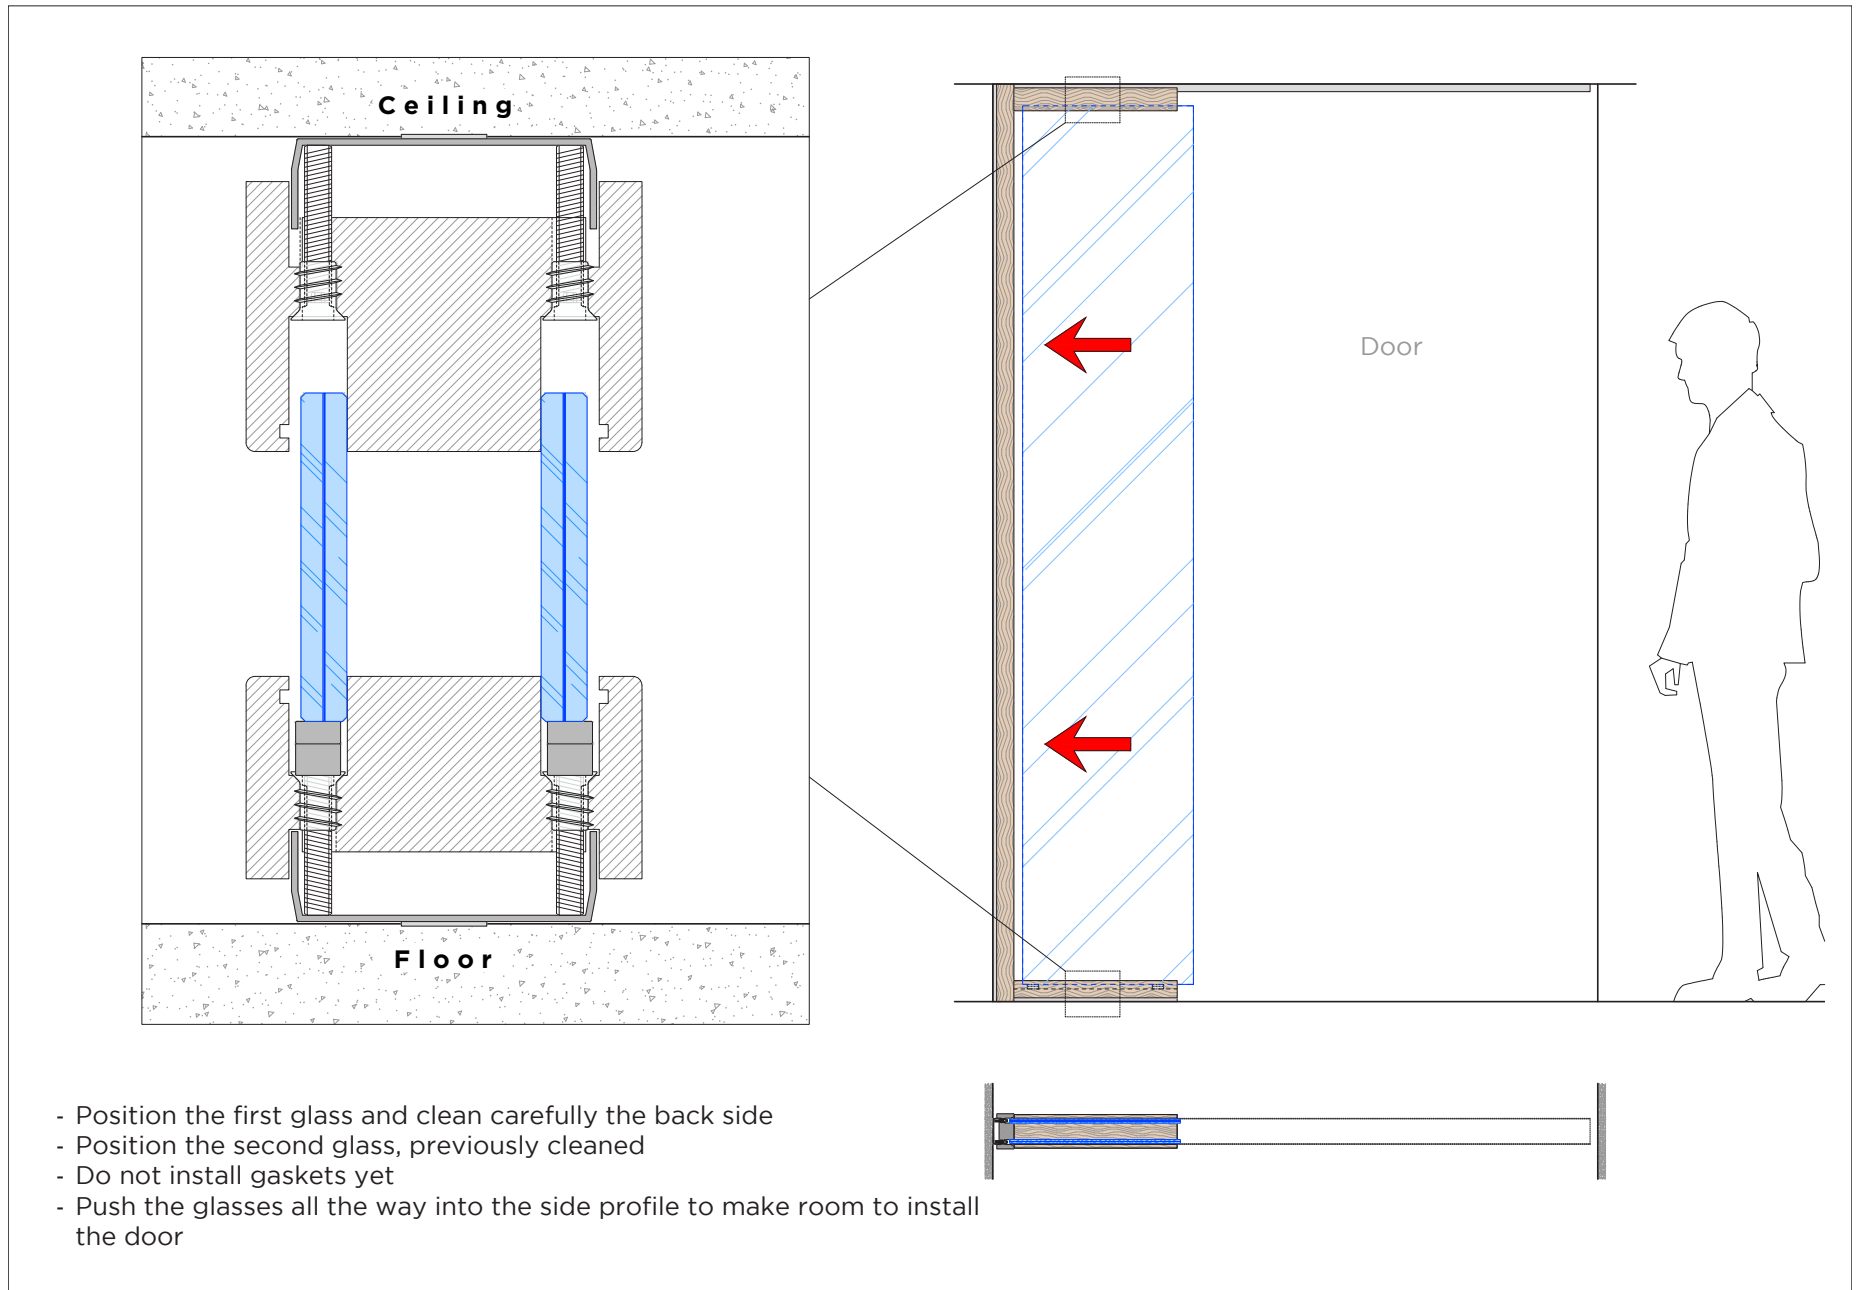 Ceiling
Door
Floor
- Position the first glass and clean carefully the back side
- Position the second glass, previously cleaned
- Do not install gaskets yet
- Push the glasses all the way into the side profile to make room to install
the door